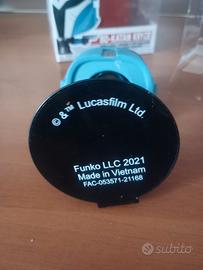 © & ™ Lucasfilm Ltd.
Funko LLC 2021
Made in Vietnam
FAC-053571-21168
subito